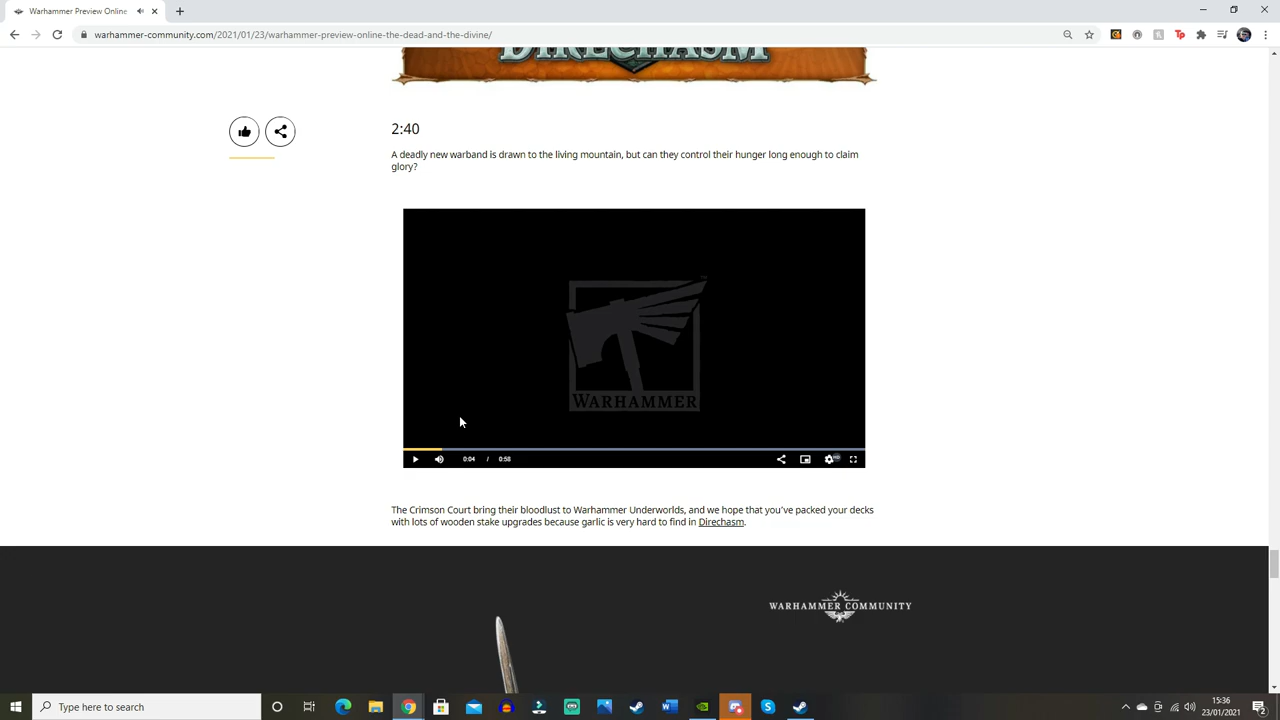 Warhammer Preview Online
warhammer-community.com/2021/01/23/warhammer-preview-online-the-dead-and-the-divine/
DIRECHASM
2:40
A deadly new warband is drawn to the living mountain, but can they control their hunger long enough to claim
glory?
WARHAMMER
TM
0:04 / 0:58
HD
The Crimson Court bring their bloodlust to Warhammer Underworlds, and we hope that you've packed your decks
with lots of wooden stake upgrades because garlic is very hard to find in Direchasm.
WARHAMMER COMMUNITY
Type here to search
15:36
23/01/2021
2